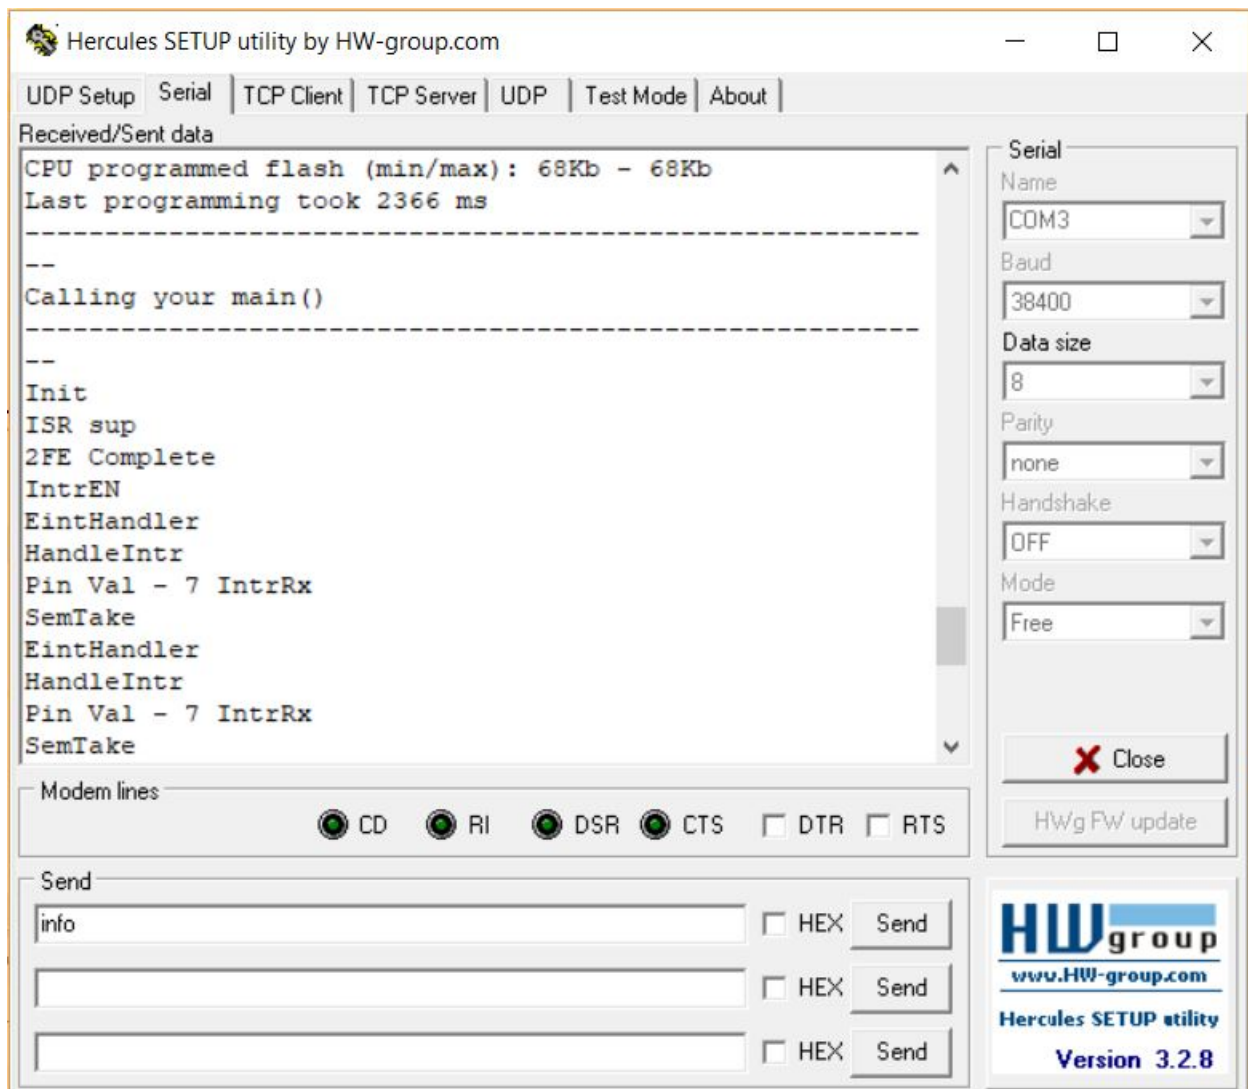 Hercules SETUP utility by HW-group.com
UDP Setup Serial TCP Client TCP Server UDP Test Mode About
Received/Sent data
CPU programmed flash (min/max): 68Kb - 68Kb
Last programming took 2366 ms
--------------------------------------------------------
--
Calling your main()
--------------------------------------------------------
--
Init
ISR sup
2FE Complete
IntrEN
EintHandler
HandleIntr
Pin Val - 7 IntrRx
SemTake
EintHandler
HandleIntr
Pin Val - 7 IntrRx
SemTake
Serial
Name
COM3
Baud
38400
Data size
8
Parity
none
Handshake
OFF
Mode
Free
Close
HWg FW update
Modem lines
CD RI DSR CTS DTR RTS
Send
info HEX Send
HEX Send
HEX Send
HW group
www.HW-group.com
Hercules SETUP utility
Version 3.2.8